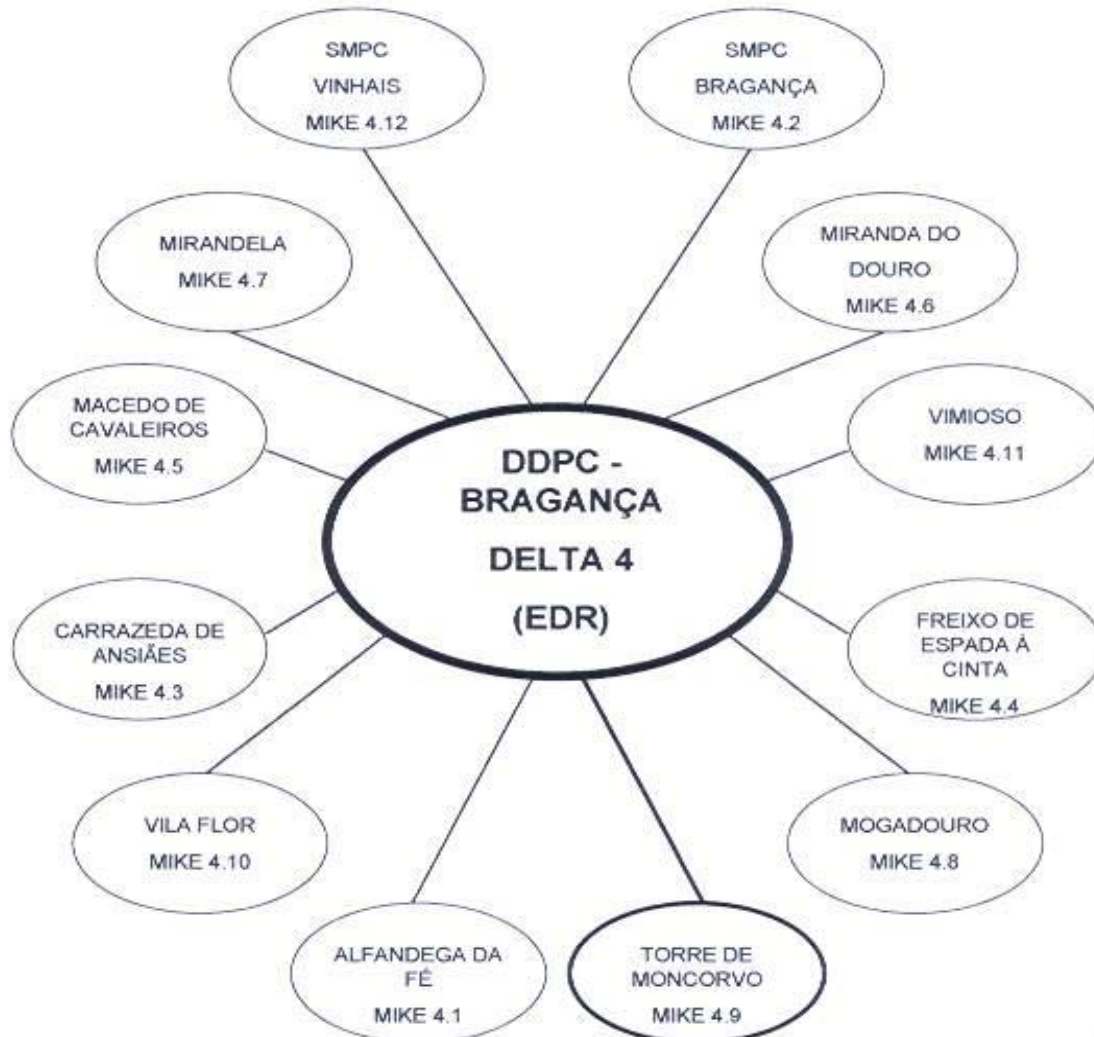 SMPC
VINHAIS
MIKE 4.12
SMPC
BRAGANÇA
MIKE 4.2
MIRANDELA
MIKE 4.7
MIRANDA DO
DOURO
MIKE 4.6
MACEDO DE
CAVALEIROS
MIKE 4.5
VIMIOSO
MIKE 4.11
DDPC -
BRAGANÇA
DELTA 4
(EDR)
CARRAZEDA DE
ANSIÃES
MIKE 4.3
FREIXO DE
ESPADA À
CINTA
MIKE 4.4
VILA FLOR
MIKE 4.10
MOGADOURO
MIKE 4.8
ALFANDEGA DA
FÉ
MIKE 4.1
TORRE DE
MONCORVO
MIKE 4.9